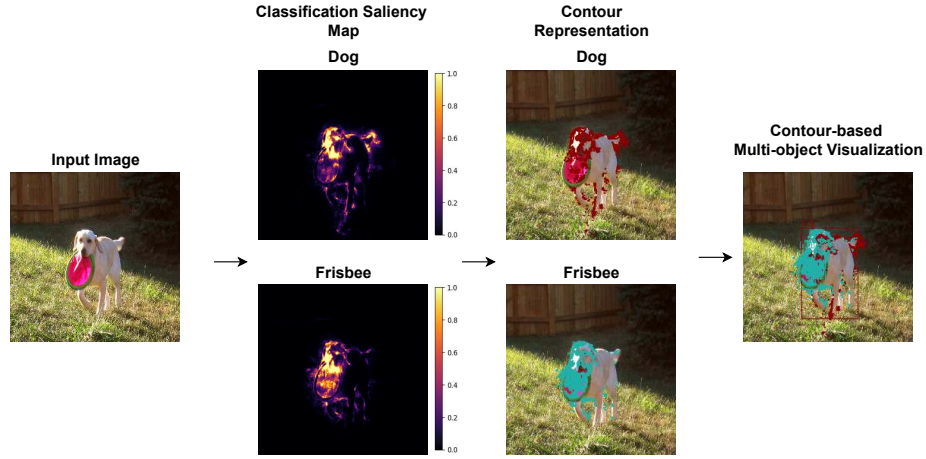 Classification Saliency
Map
Dog
1.0
0.8
0.6
0.4
0.2
0.0
Contour
Representation
Dog
Input Image
Contour-based
Multi-object Visualization
Frisbee
1.0
0.8
0.6
0.4
0.2
0.0
Frisbee